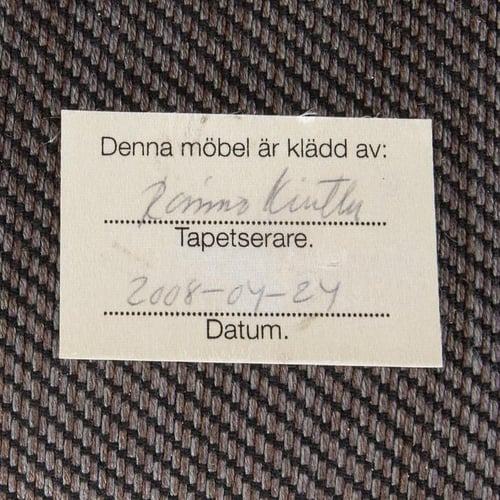 Denna möbel är klädd av:
Tapetserare.
2008-04-24
Datum.